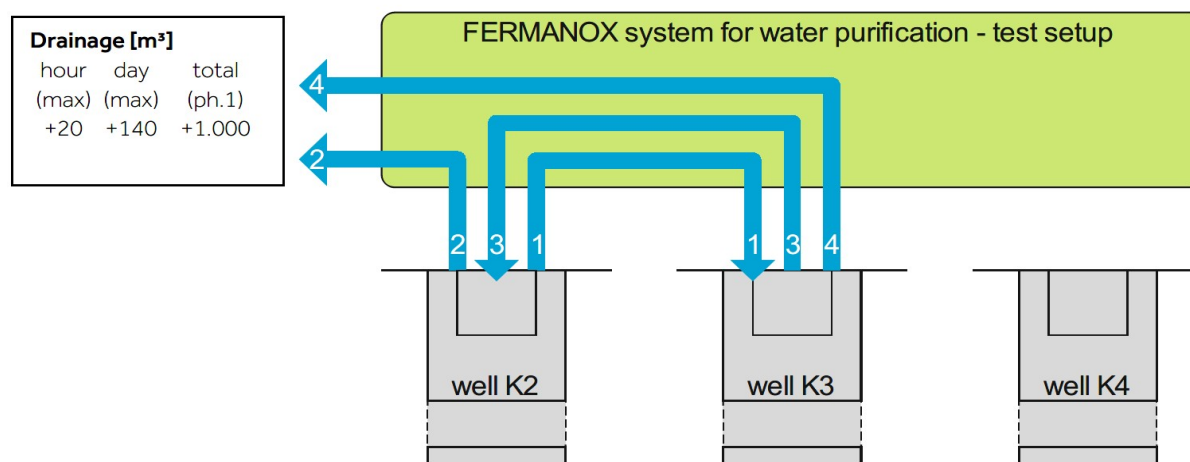 Drainage [m³]
hour day total
(max) (max) (ph.1)
+20 +140 +1.000
FERMANOX system for water purification - test setup
4
2
2 3 1 1 3 4
well K2 well K3 well K4